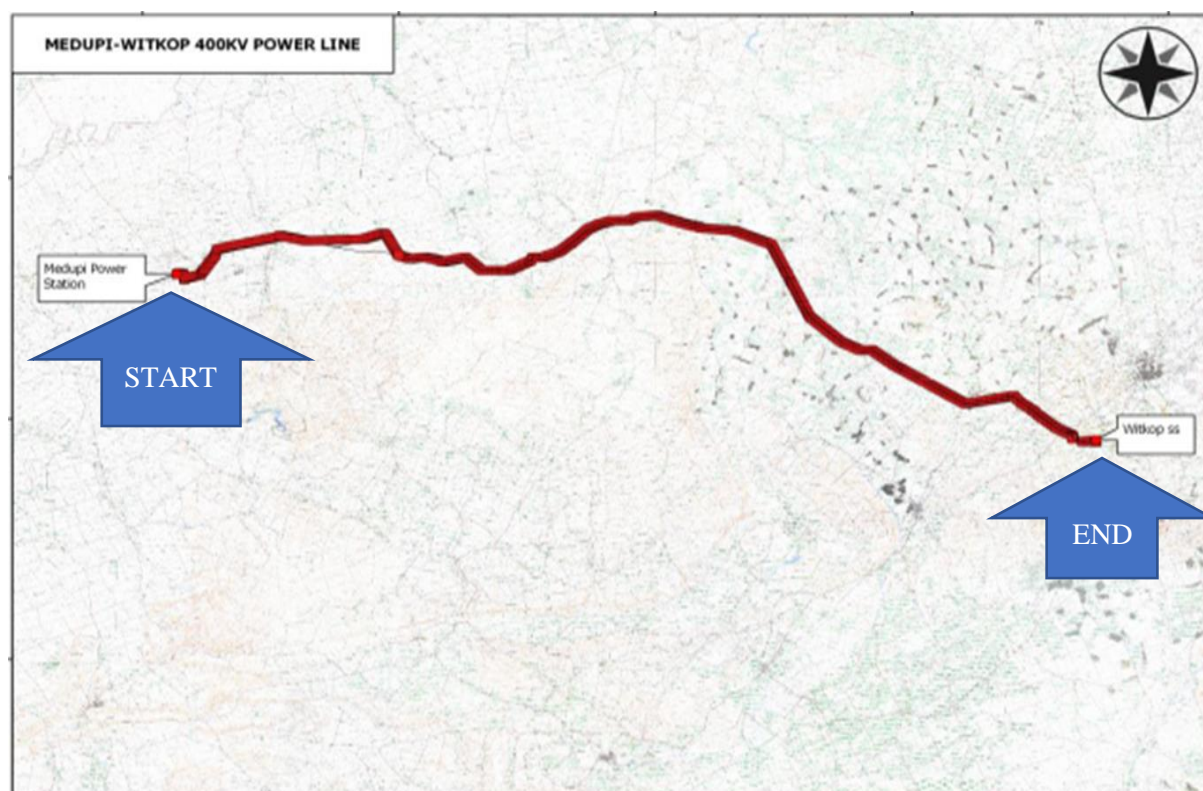 MEDUPI-WITKOP 400KV POWER LINE
Medupi Power
Station
START
Witkop ss
END